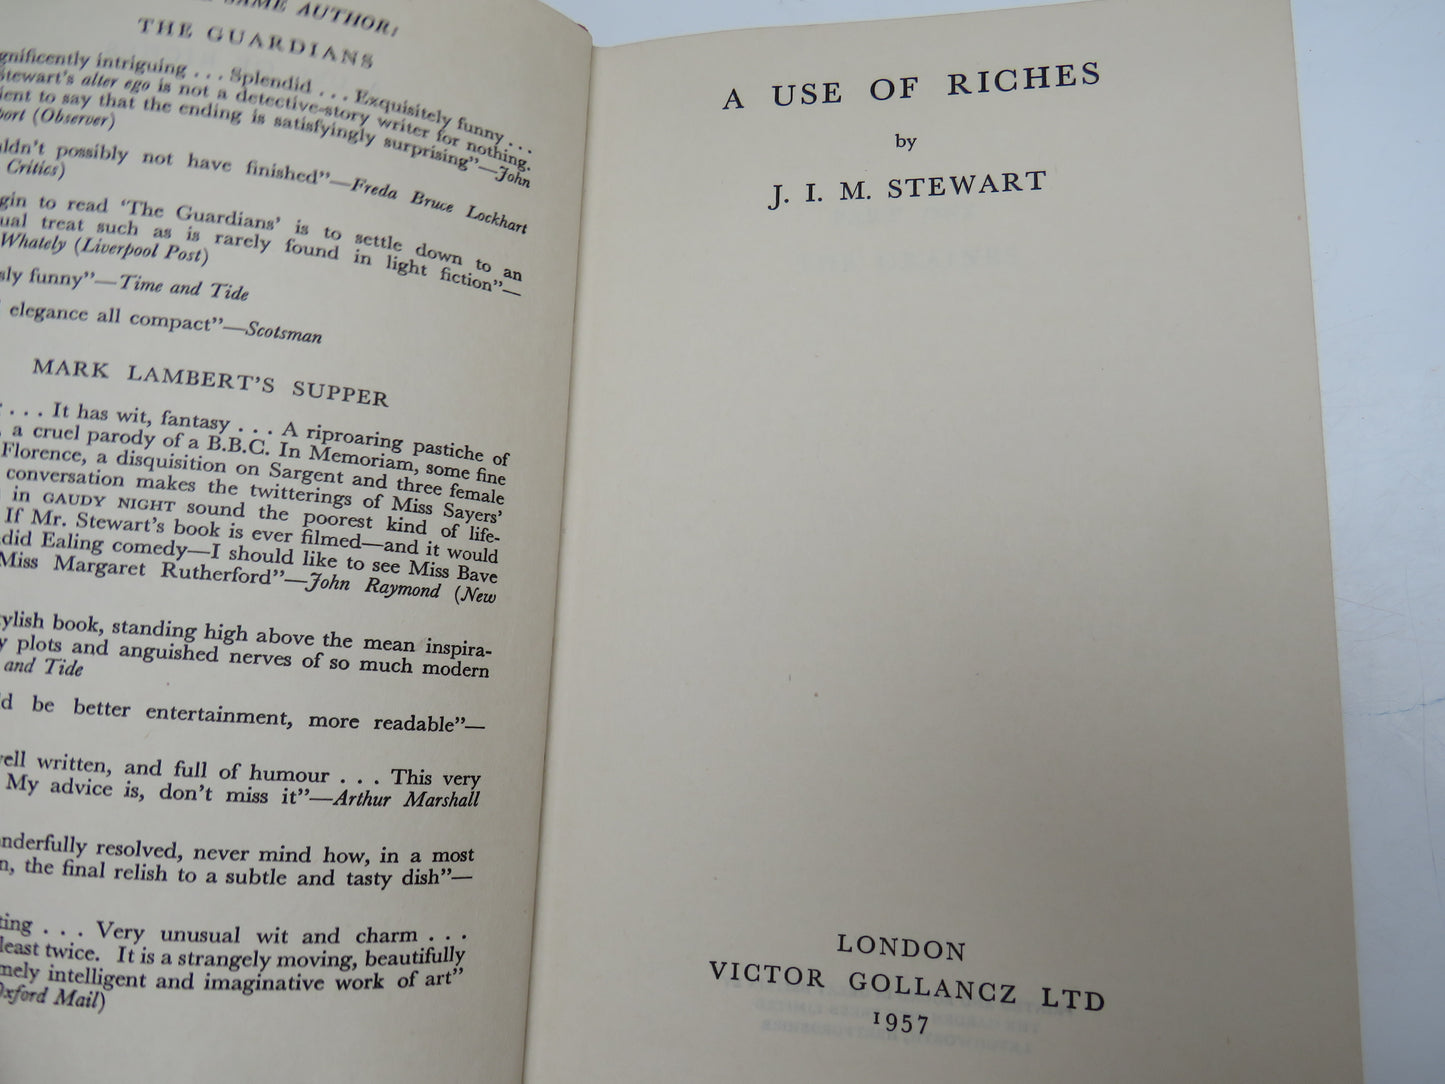 SAME AUTHOR:
THE GUARDIANS
intriguing . . . Splendid . . . Exquisitely funny . . .
Stewart's alter ego is not a detective-story writer for nothing.
to say that the ending is satisfyingly surprising"—John
(Observer)
possibly not have finished"—Freda Bruce Lockhart
Critics)
to read 'The Guardians' is to settle down to an
treat such as is rarely found in light fiction"—
Whately (Liverpool Post)
funny"—Time and Tide
elegance all compact"—Scotsman
MARK LAMBERT'S SUPPER
. . . It has wit, fantasy . . . A riproaring pastiche of
a cruel parody of a B.B.C. In Memoriam, some fine
Florence, a disquisition on Sargent and three female
conversation makes the twitterings of Miss Sayers'
in GAUDY NIGHT sound the poorest kind of life-
If Mr. Stewart's book is ever filmed—and it would
did Ealing comedy—I should like to see Miss Bave
Miss Margaret Rutherford"—John Raymond (New
ylish book, standing high above the mean inspira-
plots and anguished nerves of so much modern
and Tide
be better entertainment, more readable"—
ell written, and full of humour . . . This very
My advice is, don't miss it"—Arthur Marshall
nderfully resolved, never mind how, in a most
the final relish to a subtle and tasty dish"—
ting . . . Very unusual wit and charm . . .
least twice. It is a strangely moving, beautifully
mely intelligent and imaginative work of art"
Oxford Mail)
A USE OF RICHES
by
J. I. M. STEWART
LONDON
VICTOR GOLLANCZ LTD
1957